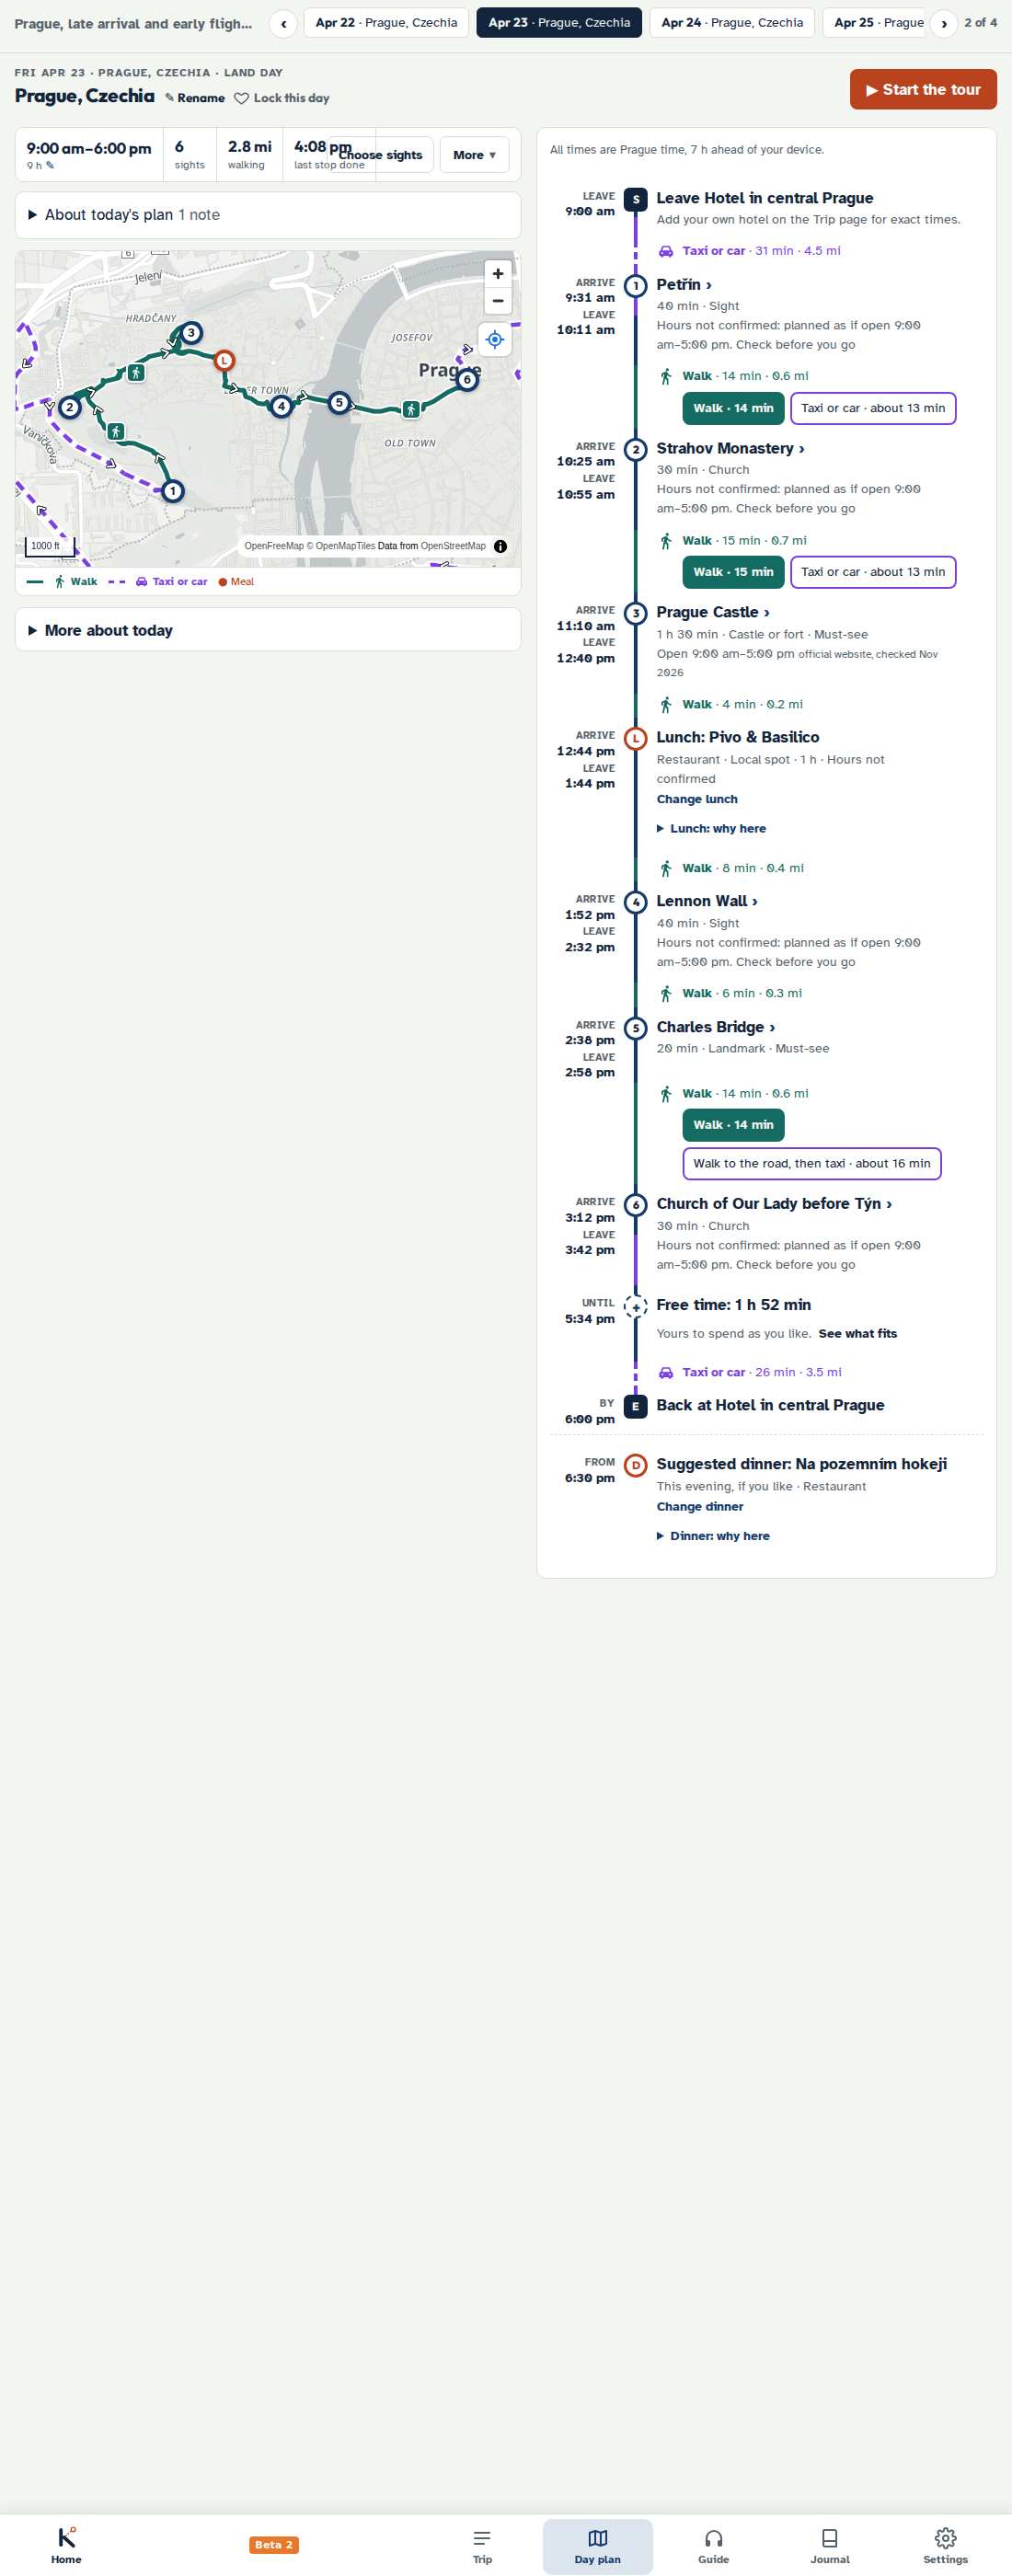 Prague, late arrival and early fligh...
‹
Apr 22 · Prague, Czechia
Apr 23 · Prague, Czechia
Apr 24 · Prague, Czechia
Apr 25 · Prague
›
2 of 4
FRI APR 23 · PRAGUE, CZECHIA · LAND DAY
Prague, Czechia
✎ Rename
Lock this day
▶ Start the tour
9:00 am–6:00 pm
9 h ✎
6
sights
2.8 mi
walking
4:08 pm
last stop done
Choose sights
More ▾
▶ About today's plan 1 note
6
Jelení
HRADČANY
JOSEFOV
OLD TOWN
Vaníčkova
1
2
3
L
4
5
6
+
−
1000 ft
OpenFreeMap © OpenMapTiles Data from OpenStreetMap
Walk
Taxi or car
Meal
▶ More about today
All times are Prague time, 7 h ahead of your device.
LEAVE
9:00 am
S
Leave Hotel in central Prague
Add your own hotel on the Trip page for exact times.
Taxi or car · 31 min · 4.5 mi
ARRIVE
9:31 am
LEAVE
10:11 am
1
Petřín ›
40 min · Sight
Hours not confirmed: planned as if open 9:00
am–5:00 pm. Check before you go
Walk · 14 min · 0.6 mi
Walk · 14 min
Taxi or car · about 13 min
ARRIVE
10:25 am
LEAVE
10:55 am
2
Strahov Monastery ›
30 min · Church
Hours not confirmed: planned as if open 9:00
am–5:00 pm. Check before you go
Walk · 15 min · 0.7 mi
Walk · 15 min
Taxi or car · about 13 min
ARRIVE
11:10 am
LEAVE
12:40 pm
3
Prague Castle ›
1 h 30 min · Castle or fort · Must-see
Open 9:00 am–5:00 pm official website, checked Nov
2026
Walk · 4 min · 0.2 mi
ARRIVE
12:44 pm
LEAVE
1:44 pm
L
Lunch: Pivo & Basilico
Restaurant · Local spot · 1 h · Hours not
confirmed
Change lunch
▶ Lunch: why here
Walk · 8 min · 0.4 mi
ARRIVE
1:52 pm
LEAVE
2:32 pm
4
Lennon Wall ›
40 min · Sight
Hours not confirmed: planned as if open 9:00
am–5:00 pm. Check before you go
Walk · 6 min · 0.3 mi
ARRIVE
2:38 pm
LEAVE
2:58 pm
5
Charles Bridge ›
20 min · Landmark · Must-see
Walk · 14 min · 0.6 mi
Walk · 14 min
Walk to the road, then taxi · about 16 min
ARRIVE
3:12 pm
LEAVE
3:42 pm
6
Church of Our Lady before Týn ›
30 min · Church
Hours not confirmed: planned as if open 9:00
am–5:00 pm. Check before you go
UNTIL
5:34 pm
+
Free time: 1 h 52 min
Yours to spend as you like. See what fits
Taxi or car · 26 min · 3.5 mi
BY
6:00 pm
E
Back at Hotel in central Prague
FROM
6:30 pm
D
Suggested dinner: Na pozemnim hokeji
This evening, if you like · Restaurant
Change dinner
▶ Dinner: why here
Home
Beta 2
Trip
Day plan
Guide
Journal
Settings